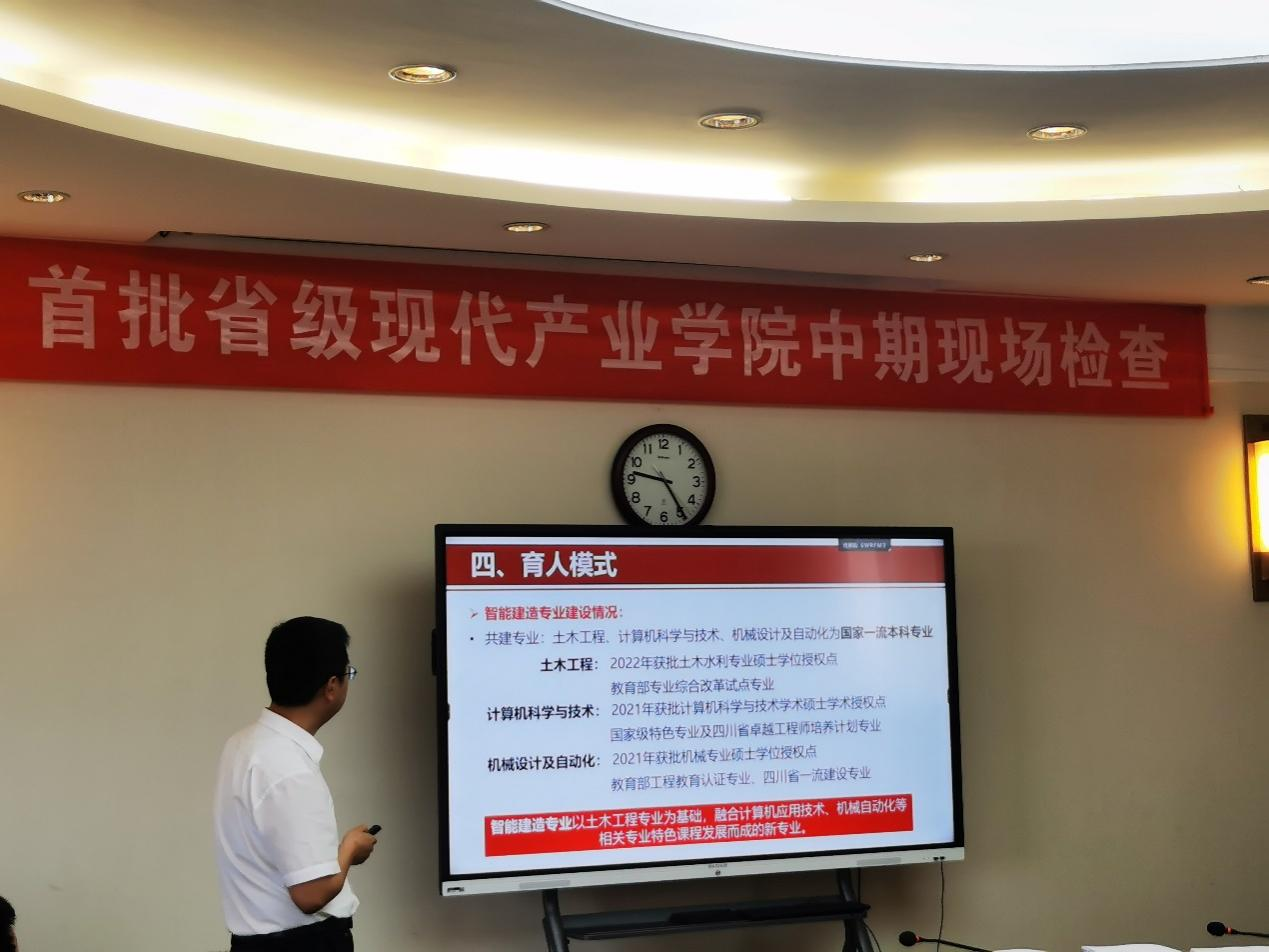 首批省级现代产业学院中期现场检查
12
1
2
3
4
5
6
7
8
9
10
11
四、育人模式
智能建造专业建设情况：
• 共建专业：土木工程、计算机科学与技术、机械设计及自动化为国家一流本科专业
土木工程： 2022年获批土木水利专业硕士学位授权点
教育部专业综合改革试点专业
计算机科学与技术： 2021年获批计算机科学与技术学术硕士学术授权点
国家级特色专业及四川省卓越工程师培养计划专业
机械设计及自动化： 2021年获批机械专业硕士学位授权点
教育部工程教育认证专业、四川省一流建设专业
智能建造专业以土木工程专业为基础，融合计算机应用技术、机械自动化等
相关专业特色课程发展而成的新专业。